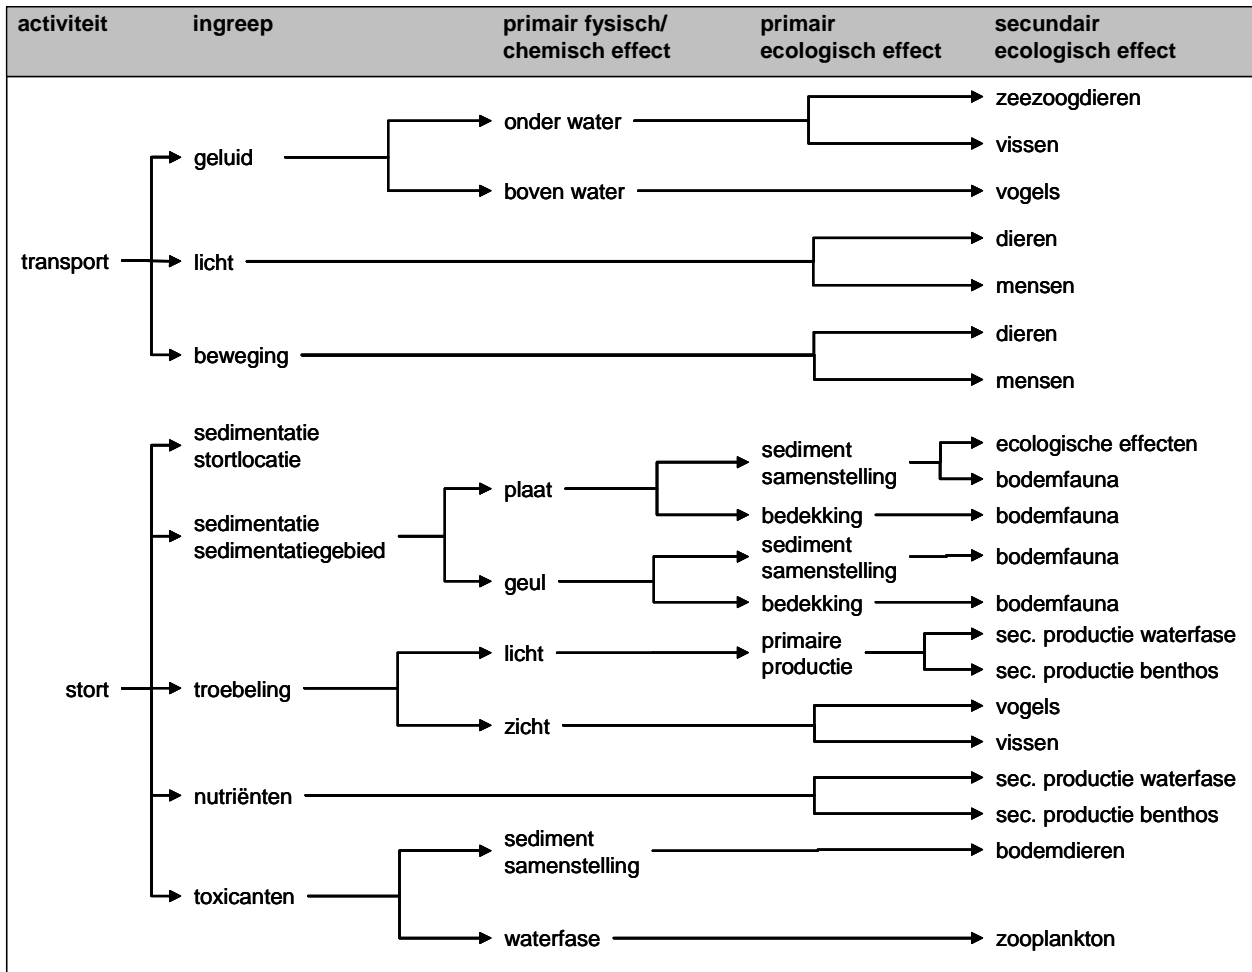 activiteit
ingreep
primair fysisch/
chemisch effect
primair
ecologisch effect
secundair
ecologisch effect
transport
geluid
onder water
zeezoogdieren
vissen
boven water
vogels
licht
dieren
mensen
beweging
dieren
mensen
stort
sedimentatie
stortlocatie
sedimentatie
sedimentatiegebied
plaat
sediment
samenstelling
ecologische effecten
bodemfauna
bedekking
bodemfauna
geul
sediment
samenstelling
bodemfauna
bedekking
bodemfauna
troebeling
licht
primaire
productie
sec. productie waterfase
sec. productie benthos
zicht
vogels
vissen
nutriënten
sec. productie waterfase
sec. productie benthos
toxicanten
sediment
samenstelling
bodemdieren
waterfase
zooplankton